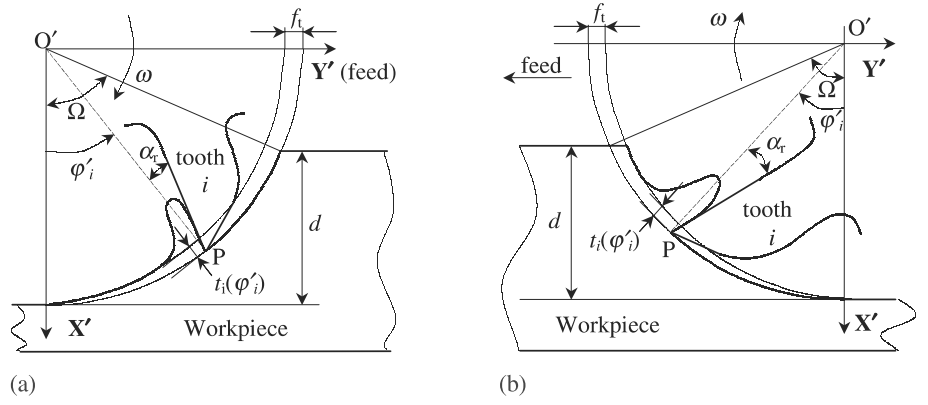 O′
f_t
Y′ (feed)
ω
Ω
φ′_i
α_r
tooth
i
d
P
t_i(φ′_i)
X′
Workpiece
(a)
f_t
ω
O′
Y′
feed
Ω
φ′_i
α_r
d
tooth
i
t_i(φ′_i)
P
Workpiece
X′
(b)